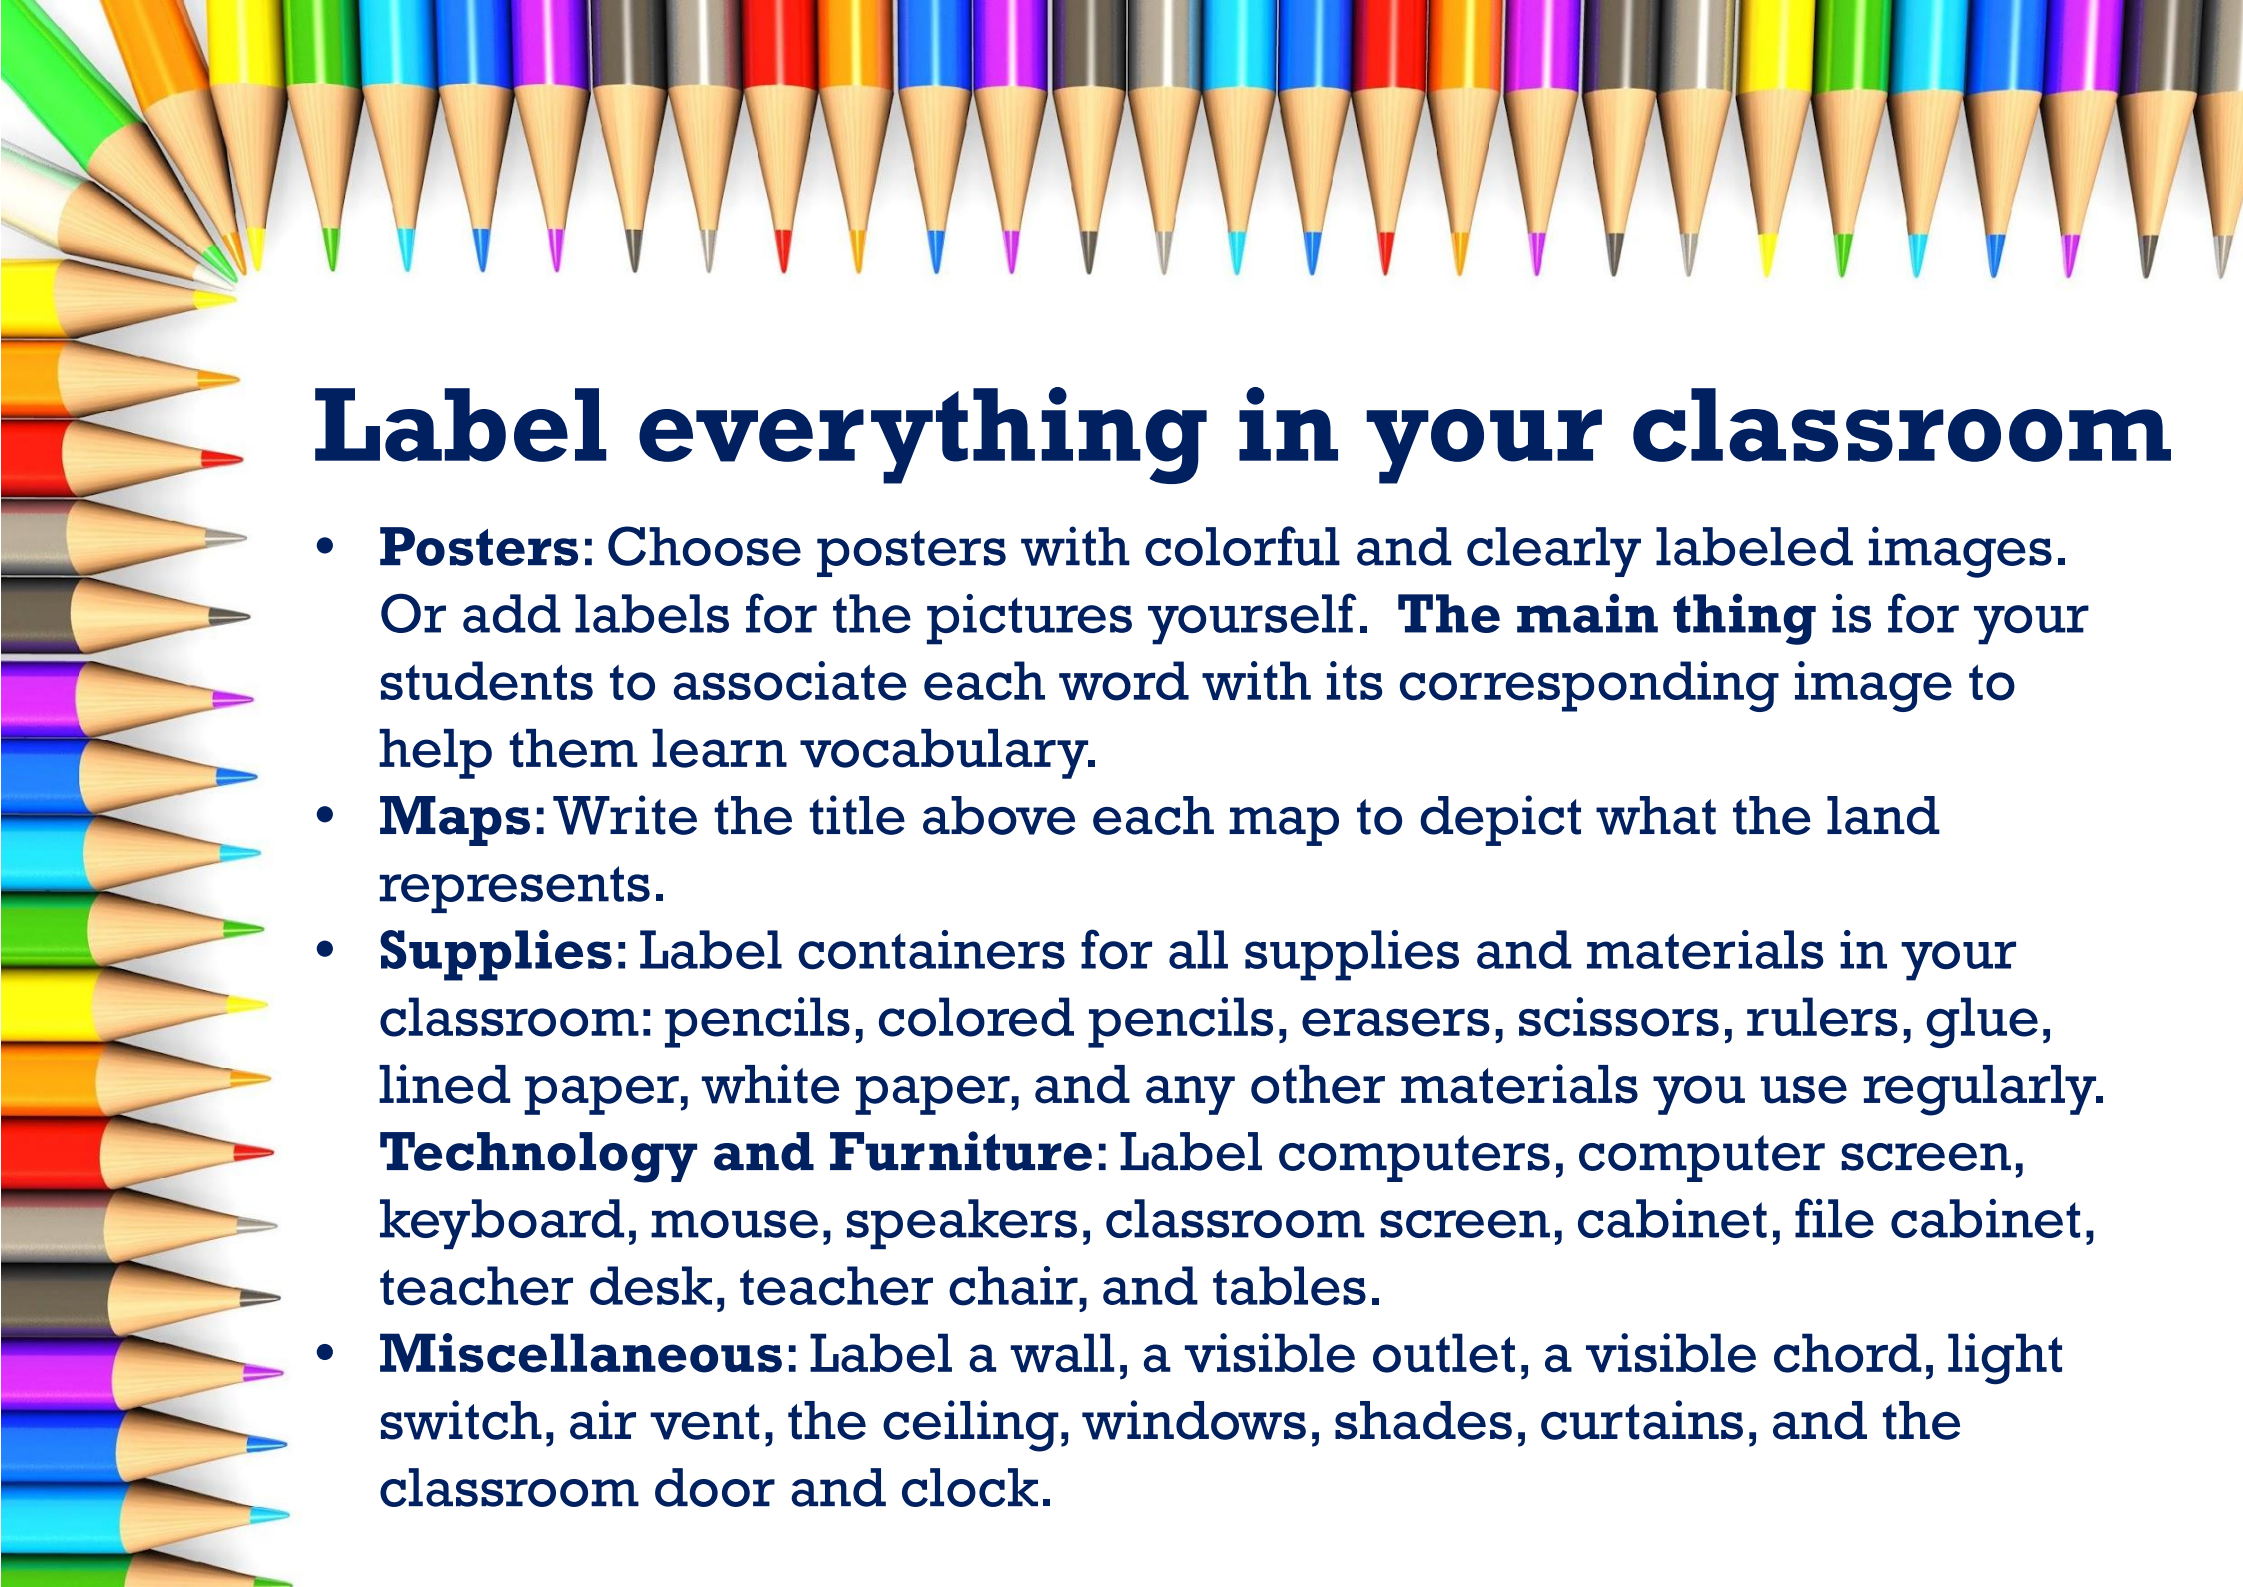 Label everything in your classroom
• Posters: Choose posters with colorful and clearly labeled images.
Or add labels for the pictures yourself. The main thing is for your
students to associate each word with its corresponding image to
help them learn vocabulary.
• Maps: Write the title above each map to depict what the land
represents.
• Supplies: Label containers for all supplies and materials in your
classroom: pencils, colored pencils, erasers, scissors, rulers, glue,
lined paper, white paper, and any other materials you use regularly.
Technology and Furniture: Label computers, computer screen,
keyboard, mouse, speakers, classroom screen, cabinet, file cabinet,
teacher desk, teacher chair, and tables.
• Miscellaneous: Label a wall, a visible outlet, a visible chord, light
switch, air vent, the ceiling, windows, shades, curtains, and the
classroom door and clock.